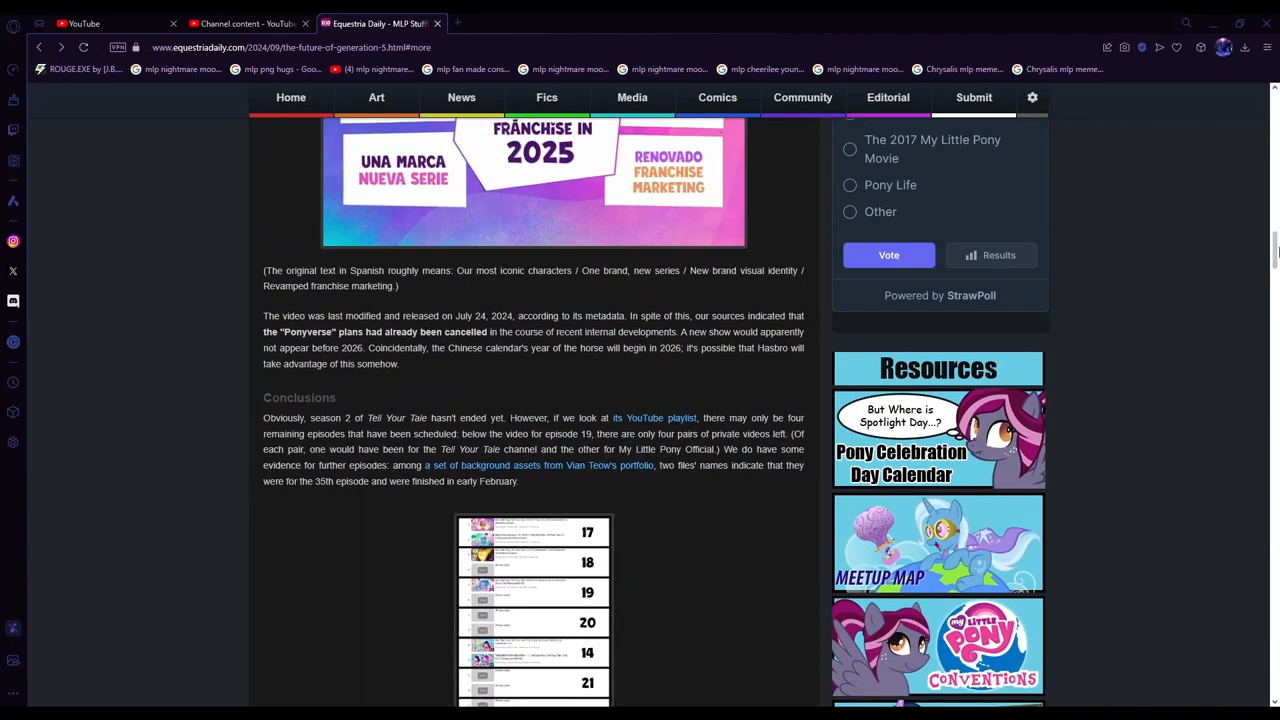 YouTube
Channel content - YouTube
Equestria Daily - MLP Stuff!
VPN
www.equestriadaily.com/2024/09/the-future-of-generation-5.html#more
ROUGE.EXE by [J.B....
mlp nightmare moo...
mlp png hugs - Goo...
(4) mlp nightmare...
mlp fan made cons...
mlp nightmare moo...
mlp nightmare moo...
mlp cheerilee youn...
mlp nightmare moo...
Chrysalis mlp meme...
Chrysalis mlp meme...
Home
Art
News
Fics
Media
Comics
Community
Editorial
Submit
FRANCHISE IN
2025
UNA MARCA
NUEVA SERIE
RENOVADO
FRANCHISE
MARKETING
The 2017 My Little Pony
Movie
Pony Life
Other
Vote
Results
Powered by StrawPoll
(The original text in Spanish roughly means: Our most iconic characters / One brand, new series / New brand visual identity /
Revamped franchise marketing.)
The video was last modified and released on July 24, 2024, according to its metadata. In spite of this, our sources indicated that
the "Ponyverse" plans had already been cancelled in the course of recent internal developments. A new show would apparently
not appear before 2026. Coincidentally, the Chinese calendar's year of the horse will begin in 2026; it's possible that Hasbro will
take advantage of this somehow.
Conclusions
Obviously, season 2 of Tell Your Tale hasn't ended yet. However, if we look at its YouTube playlist, there may only be four
remaining episodes that have been scheduled: below the video for episode 19, there are only four pairs of private videos left. (Of
each pair, one would have been for the Tell Your Tale channel and the other for My Little Pony Official.) We do have some
evidence for further episodes: among a set of background assets from Vian Teow's portfolio, two files' names indicate that they
were for the 35th episode and were finished in early February.
17
18
19
20
14
21
Resources
But Where is
Spotlight Day...?
Pony Celebration
Day Calendar
MEETUP MAP
my LITTLE
PONY
CONVENTIONS